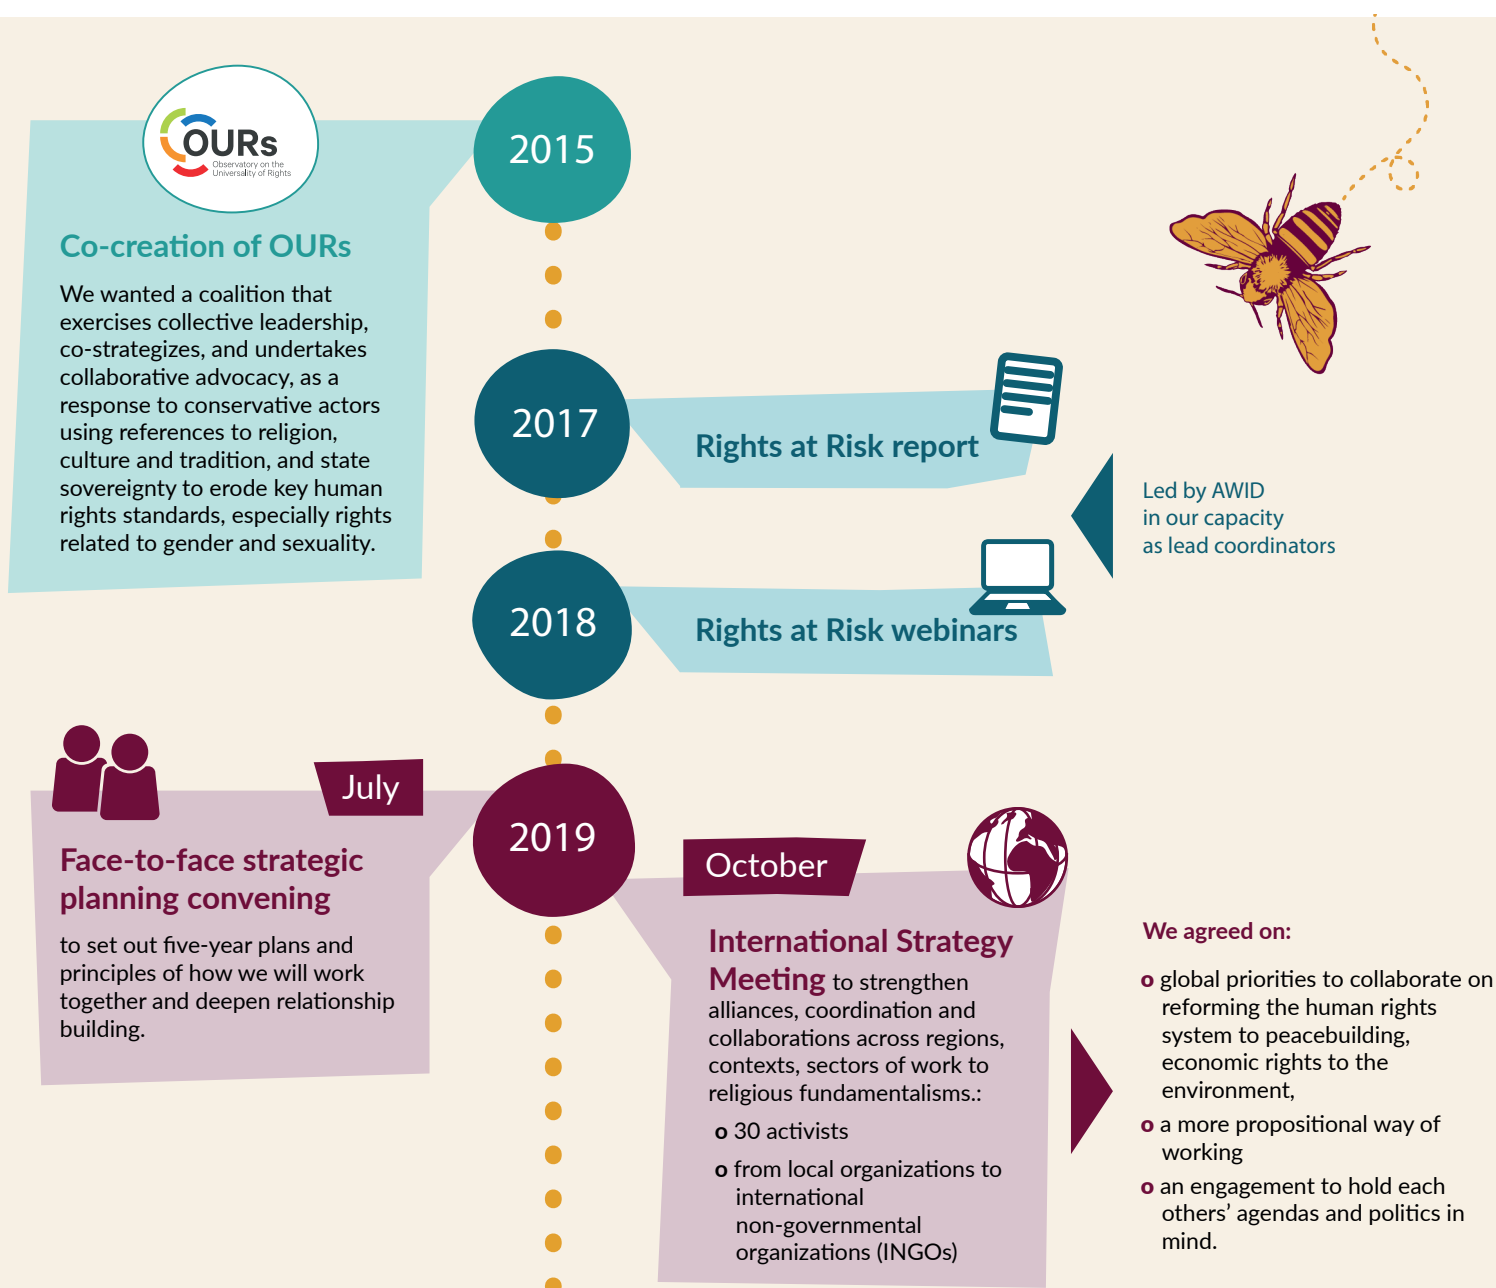 OURs
Observatory on the
Universality of Rights
2015
Co-creation of OURs
We wanted a coalition that
exercises collective leadership,
co-strategizes, and undertakes
collaborative advocacy, as a
response to conservative actors
using references to religion,
culture and tradition, and state
sovereignty to erode key human
rights standards, especially rights
related to gender and sexuality.
2017
Rights at Risk report
Led by AWID
in our capacity
as lead coordinators
2018
Rights at Risk webinars
2019
July
Face-to-face strategic
planning convening
to set out five-year plans and
principles of how we will work
together and deepen relationship
building.
October
International Strategy
Meeting to strengthen
alliances, coordination and
collaborations across regions,
contexts, sectors of work to
religious fundamentalisms.:
o 30 activists
o from local organizations to
international
non-governmental
organizations (INGOs)
We agreed on:
o global priorities to collaborate on
reforming the human rights
system to peacebuilding,
economic rights to the
environment,
o a more propositional way of
working
o an engagement to hold each
others’ agendas and politics in
mind.